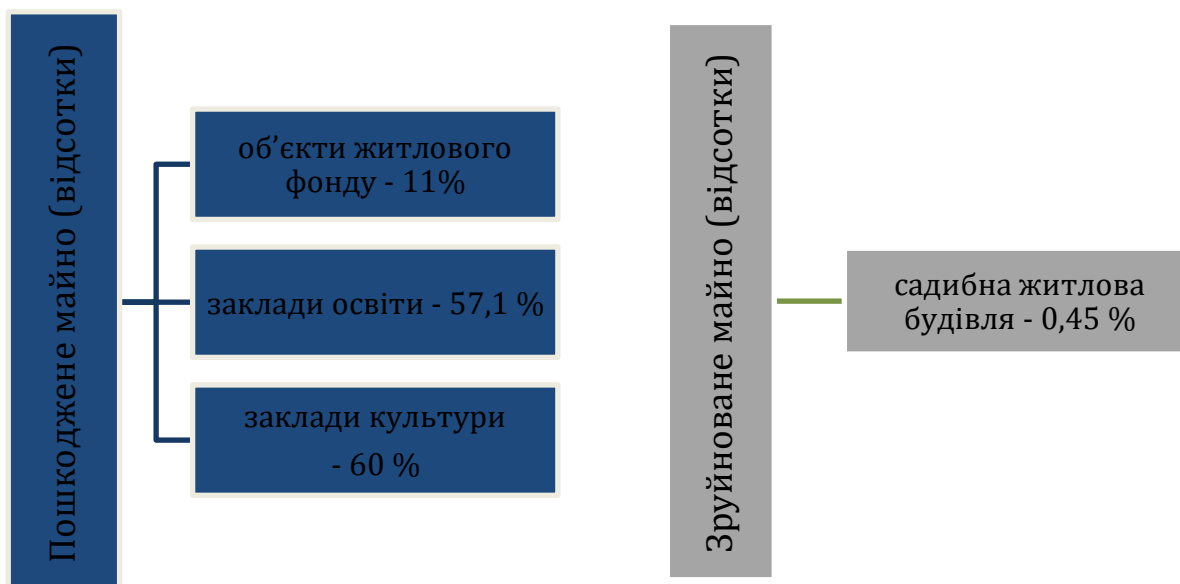 Пошкоджене майно (відсотки)
об’єкти житлового
фонду - 11%
заклади освіти - 57,1 %
заклади культури
- 60 %
Зруйноване майно (відсотки)
садибна житлова
будівля - 0,45 %